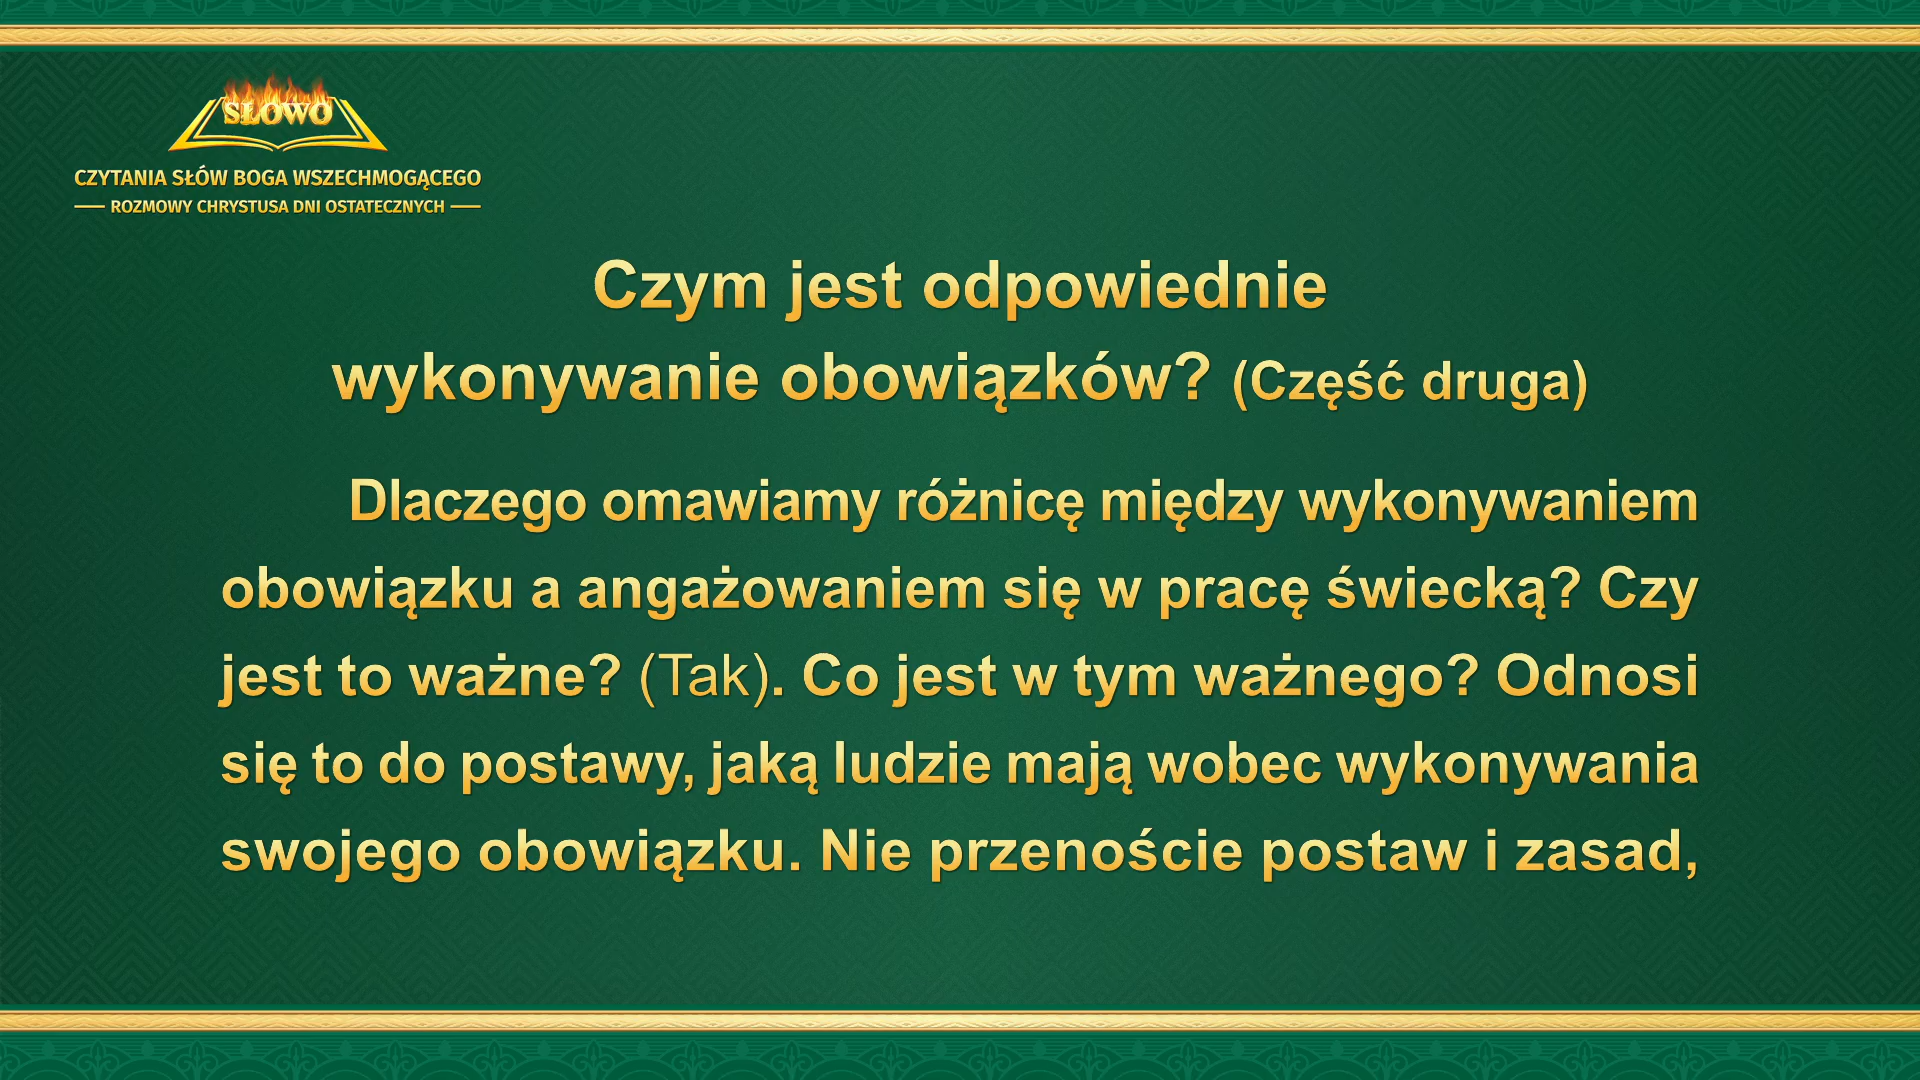 SŁOWO
CZYTANIA SŁÓW BOGA WSZECHMOGĄCEGO
ROZMOWY CHRYSTUSA DNI OSTATECZNYCH
Czym jest odpowiednie
wykonywanie obowiązków? (Część druga)
Dlaczego omawiamy różnicę między wykonywaniem
obowiązku a angażowaniem się w pracę świecką? Czy
jest to ważne? (Tak). Co jest w tym ważnego? Odnosi
się to do postawy, jaką ludzie mają wobec wykonywania
swojego obowiązku. Nie przenoście postaw i zasad,